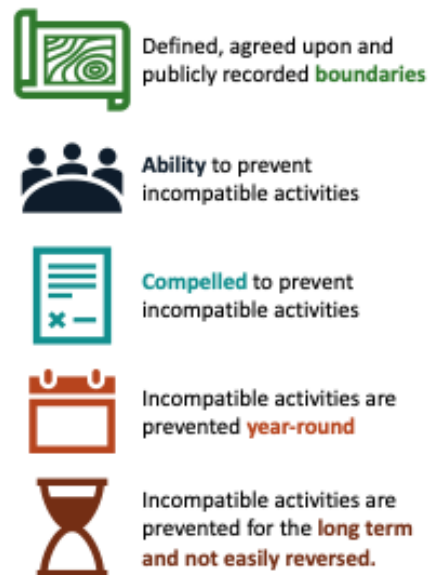 Defined, agreed upon and
publicly recorded boundaries
Ability to prevent
incompatible activities
Compelled to prevent
incompatible activities
Incompatible activities are
prevented year-round
Incompatible activities are
prevented for the long term
and not easily reversed.